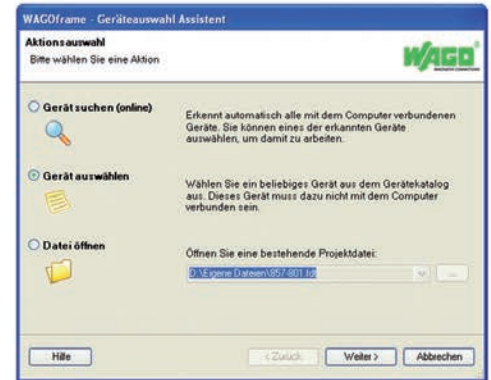 WAGOframe - Geräteauswahl Assistent
Aktionsauswahl
Bitte wählen Sie eine Aktion
WAGO
Gerät suchen (online)
Erkennt automatisch alle mit dem Computer verbundenen
Geräte. Sie können eines der erkannten Geräte
auswählen, um damit zu arbeiten.
Gerät auswählen
Wählen Sie ein beliebiges Gerät aus dem Gerätekatalog
aus. Dieses Gerät muss dazu nicht mit dem Computer
verbunden sein.
Datei öffnen
Öffnen Sie eine bestehende Projektdatei:
D:\Eigene Dateien\857-801.fdt
...
Hilfe
< Zurück
Weiter >
Abbrechen